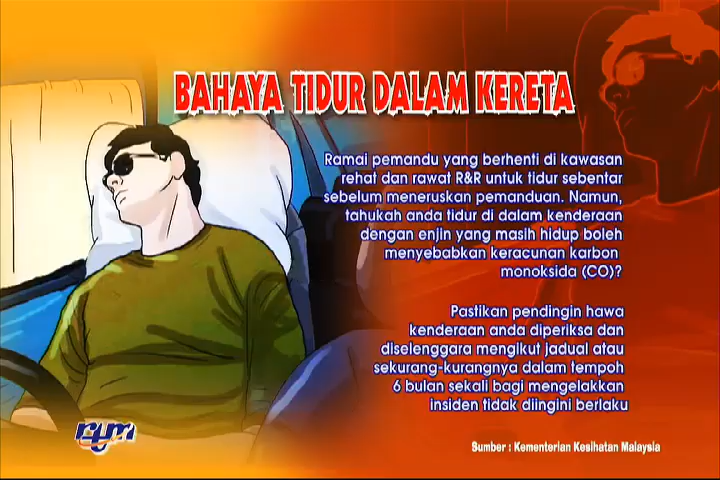 BAHAYA TIDUR DALAM KERETA
Ramai pemandu yang berhenti di kawasan
rehat dan rawat R&R untuk tidur sebentar
sebelum meneruskan pemanduan. Namun,
tahukah anda tidur di dalam kenderaan
dengan enjin yang masih hidup boleh
menyebabkan keracunan karbon
monoksida (CO)?
Pastikan pendingin hawa
kenderaan anda diperiksa dan
diselenggara mengikut jadual atau
sekurang-kurangnya dalam tempoh
6 bulan sekali bagi mengelakkan
insiden tidak diingini berlaku
rtm
Sumber : Kementerian Kesihatan Malaysia